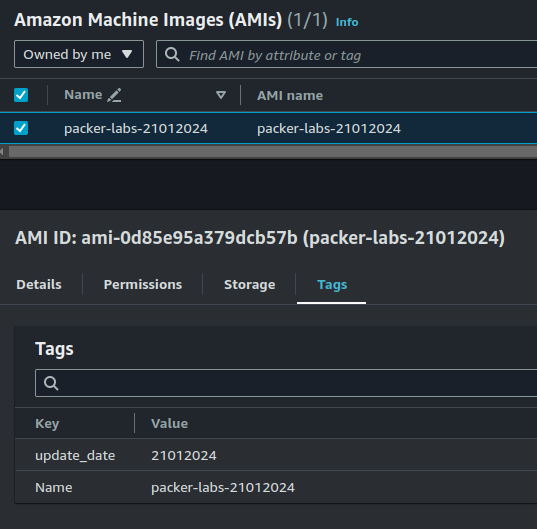 Amazon Machine Images (AMIs) (1/1) Info
Owned by me Find AMI by attribute or tag
Name AMI name
packer-labs-21012024 packer-labs-21012024
AMI ID: ami-0d85e95a379dcb57b (packer-labs-21012024)
Details Permissions Storage Tags
Tags
Key Value
update_date 21012024
Name packer-labs-21012024